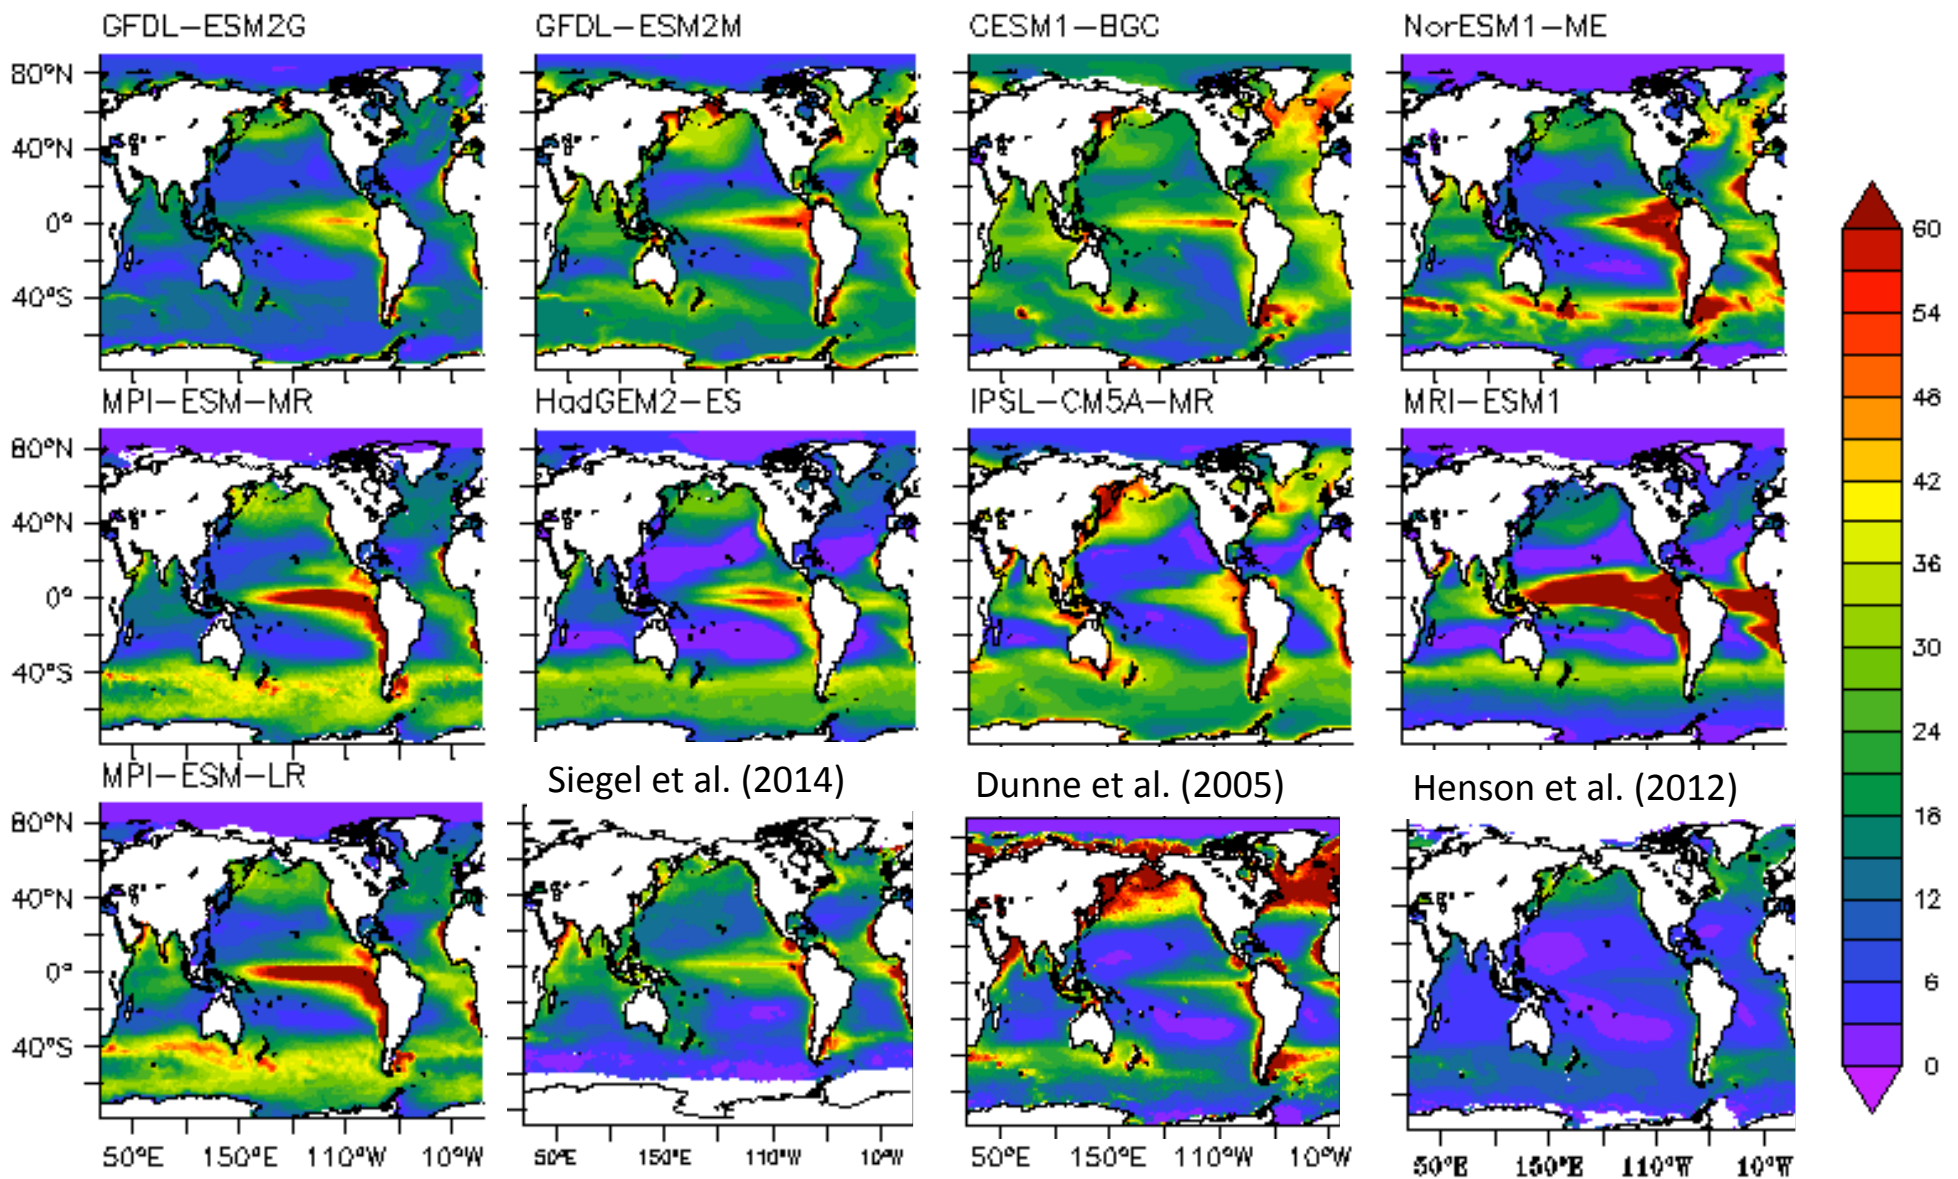 GFDL-ESM2G GFDL-ESM2M CESM1-BGC NorESM1-ME
80°N
40°N
0°
40°S
MPI-ESM-MR HadGEM2-ES IPSL-CM5A-MR MRI-ESM1
80°N
40°N
0°
40°S
MPI-ESM-LR Siegel et al. (2014) Dunne et al. (2005) Henson et al. (2012)
80°N
40°N
0°
40°S
50°E 150°E 110°W 10°W 50°E 150°E 110°W 10°W 50°E 150°E 110°W 10°W 50°E 150°E 110°W 10°W
60
54
48
42
36
30
24
18
12
6
0